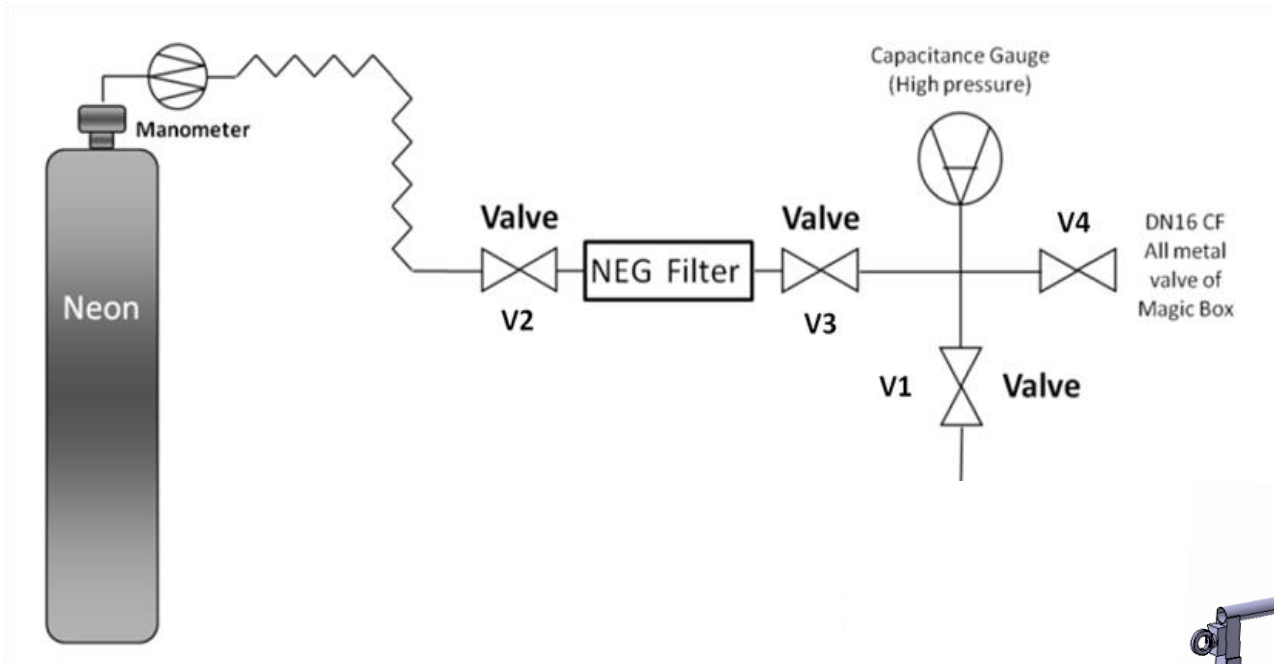 Capacitance Gauge
(High pressure)
Manometer
Neon
Valve
NEG Filter
Valve
V2
V3
V4
DN16 CF
All metal
valve of
Magic Box
V1
Valve